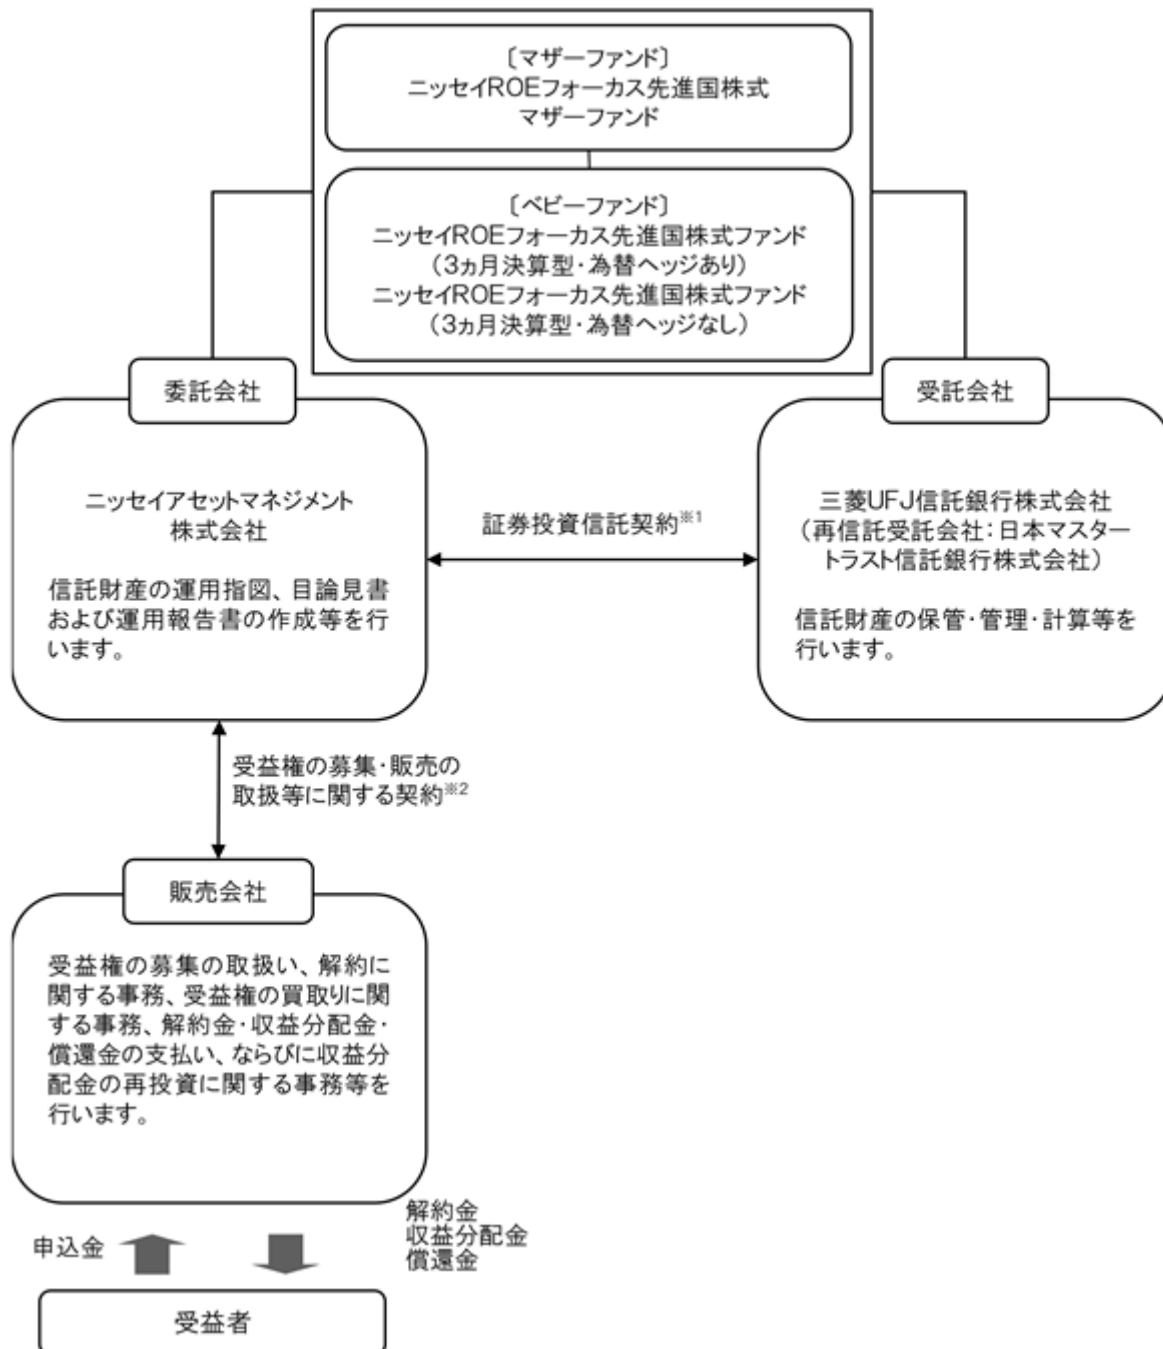 〔マザーファンド〕
ニッセイROEフォーカス先進国株式
マザーファンド
〔ベビーファンド〕
ニッセイROEフォーカス先進国株式ファンド
（3ヵ月決算型・為替ヘッジあり）
ニッセイROEフォーカス先進国株式ファンド
（3ヵ月決算型・為替ヘッジなし）
委託会社
ニッセイアセットマネジメント
株式会社
信託財産の運用指図、目論見書
および運用報告書の作成等を行
います。
証券投資信託契約※1
受託会社
三菱UFJ信託銀行株式会社
（再信託受託会社：日本マスター
トラスト信託銀行株式会社）
信託財産の保管・管理・計算等を
行います。
受益権の募集・販売の
取扱等に関する契約※2
販売会社
受益権の募集の取扱い、解約に
関する事務、受益権の買取りに関
する事務、解約金・収益分配金・
償還金の支払い、ならびに収益分
配金の再投資に関する事務等を
行います。
申込金
解約金
収益分配金
償還金
受益者